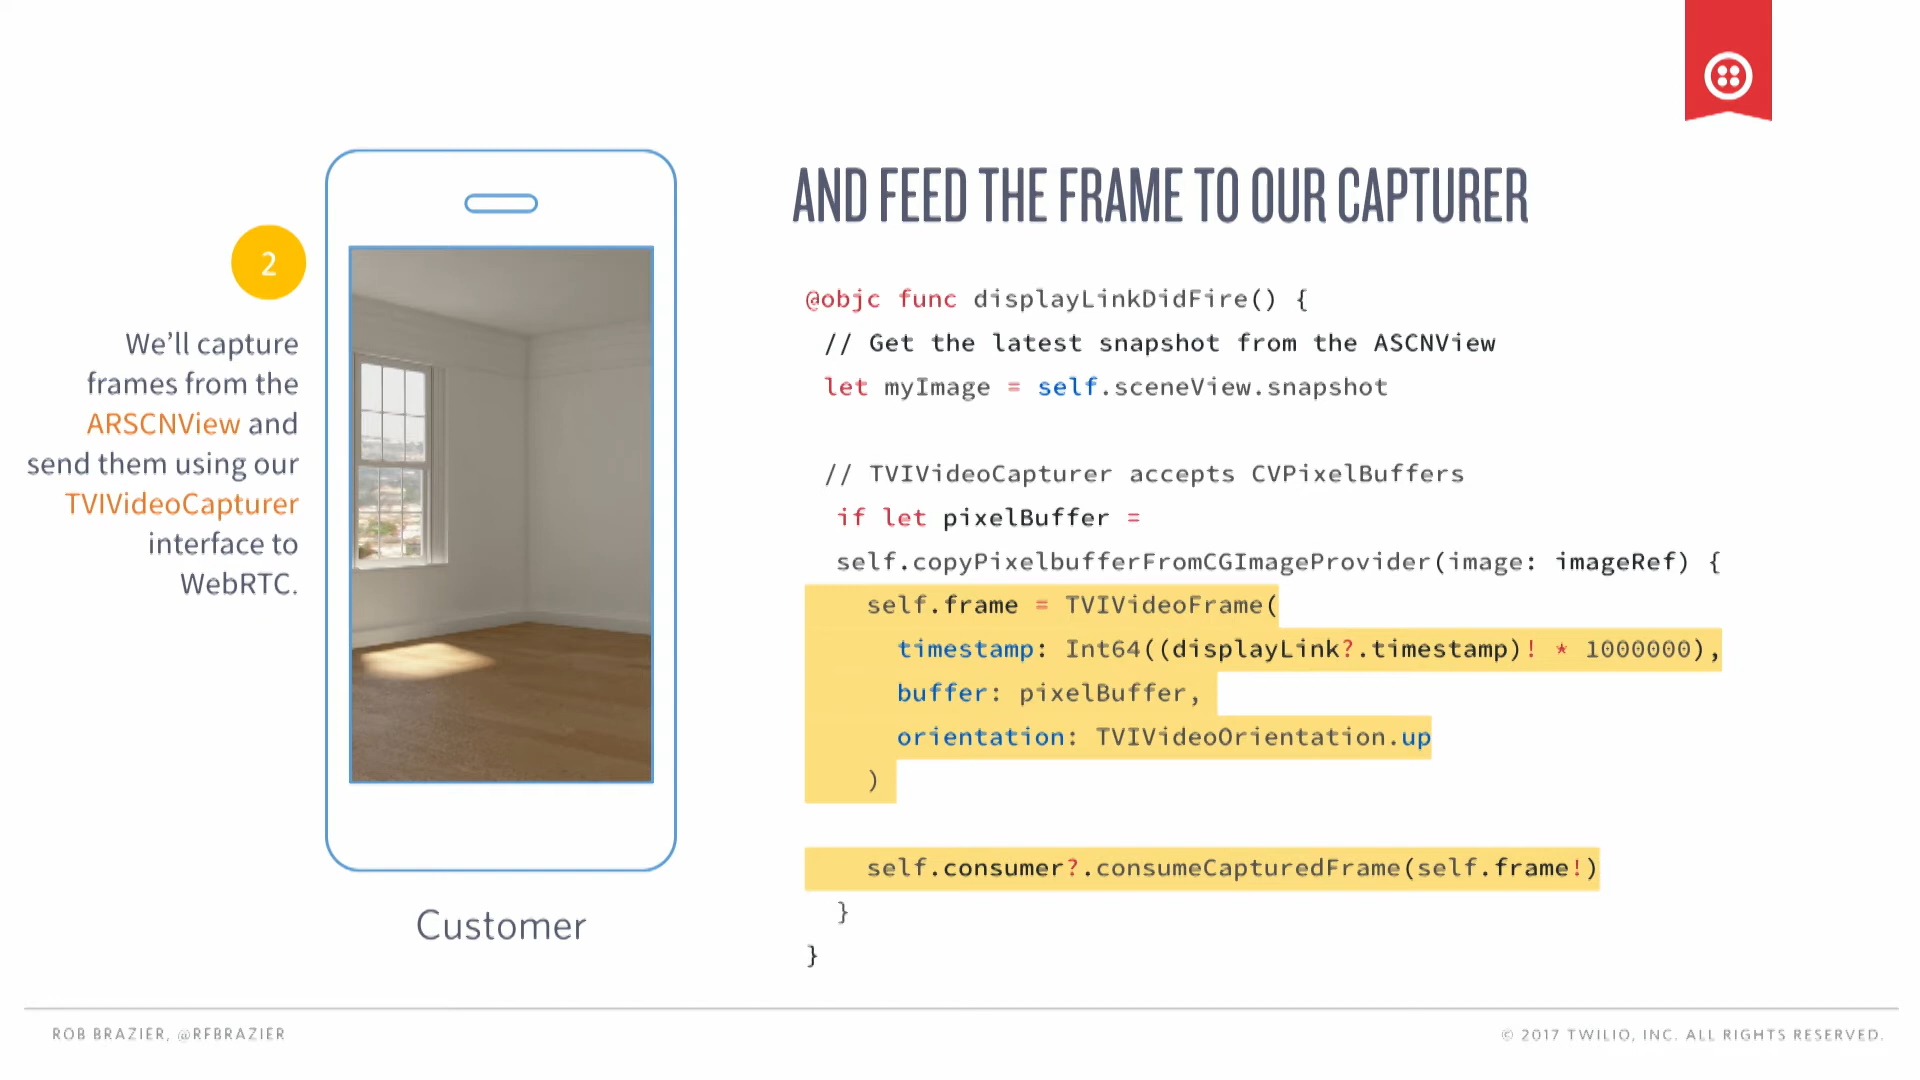 2
We’ll capture
frames from the
ARSCNView and
send them using our
TVIVideoCapturer
interface to
WebRTC.
Customer
AND FEED THE FRAME TO OUR CAPTURER
@objc func displayLinkDidFire() {
// Get the latest snapshot from the ASCNView
let myImage = self.sceneView.snapshot
// TVIVideoCapturer accepts CVPixelBuffers
if let pixelBuffer =
self.copyPixelbufferFromCGImageProvider(image: imageRef) {
self.frame = TVIVideoFrame(
timestamp: Int64((displayLink?.timestamp)! * 1000000),
buffer: pixelBuffer,
orientation: TVIVideoOrientation.up
)
self.consumer?.consumeCapturedFrame(self.frame!)
}
}
ROB BRAZIER, @RFBRAZIER
© 2017 TWILIO, INC. ALL RIGHTS RESERVED.